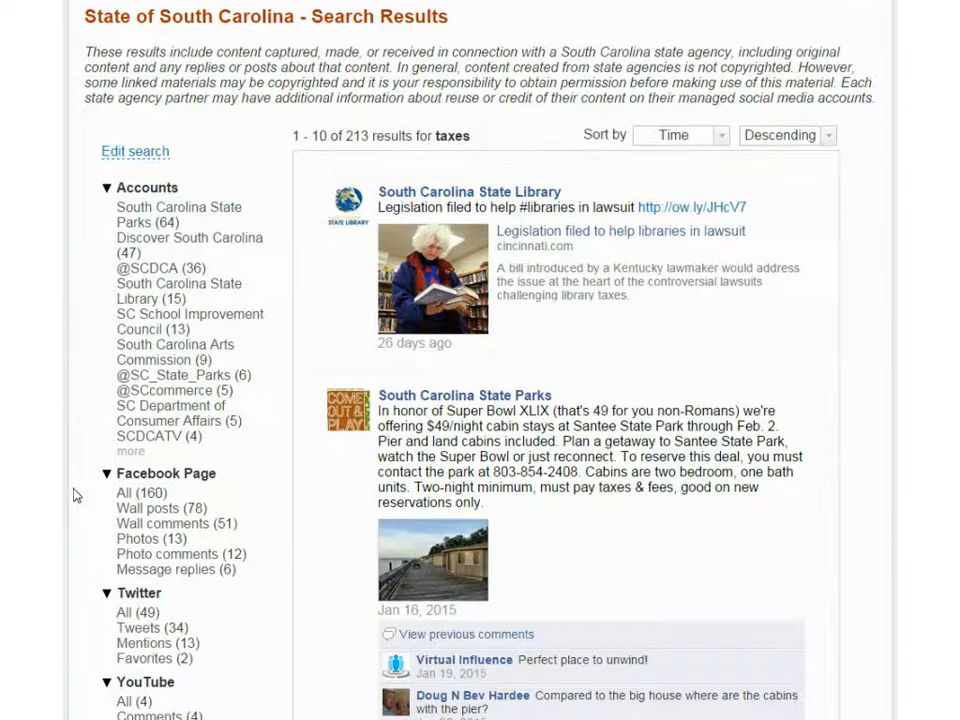 State of South Carolina - Search Results
These results include content captured, made, or received in connection with a South Carolina state agency, including original
content and any replies or posts about that content. In general, content created from state agencies is not copyrighted. However,
some linked materials may be copyrighted and it is your responsibility to obtain permission before making use of this material. Each
state agency partner may have additional information about reuse or credit of their content on their managed social media accounts.
Edit search
1 - 10 of 213 results for taxes
Sort by
Time
Descending
Accounts
South Carolina State
Parks (64)
Discover South Carolina
(47)
@SCDCA (36)
South Carolina State
Library (15)
SC School Improvement
Council (13)
South Carolina Arts
Commission (9)
@SC_State_Parks (6)
@SCcommerce (5)
SC Department of
Consumer Affairs (5)
SCDCATV (4)
more
Facebook Page
All (160)
Wall posts (78)
Wall comments (51)
Photos (13)
Photo comments (12)
Message replies (6)
Twitter
All (49)
Tweets (34)
Mentions (13)
Favorites (2)
YouTube
All (4)
Comments (4)
STATE LIBRARY
South Carolina State Library
Legislation filed to help #libraries in lawsuit http://ow.ly/JHcV7
Legislation filed to help libraries in lawsuit
cincinnati.com
A bill introduced by a Kentucky lawmaker would address
the issue at the heart of the controversial lawsuits
challenging library taxes.
26 days ago
COME
OUT &
PLAY
South Carolina State Parks
In honor of Super Bowl XLIX (that's 49 for you non-Romans) we're
offering $49/night cabin stays at Santee State Park through Feb. 2.
Pier and land cabins included. Plan a getaway to Santee State Park,
watch the Super Bowl or just reconnect. To reserve this deal, you must
contact the park at 803-854-2408. Cabins are two bedroom, one bath
units. Two-night minimum, must pay taxes & fees, good on new
reservations only.
Jan 16, 2015
View previous comments
Virtual Influence Perfect place to unwind!
Jan 19, 2015
Doug N Bev Hardee Compared to the big house where are the cabins
with the pier?